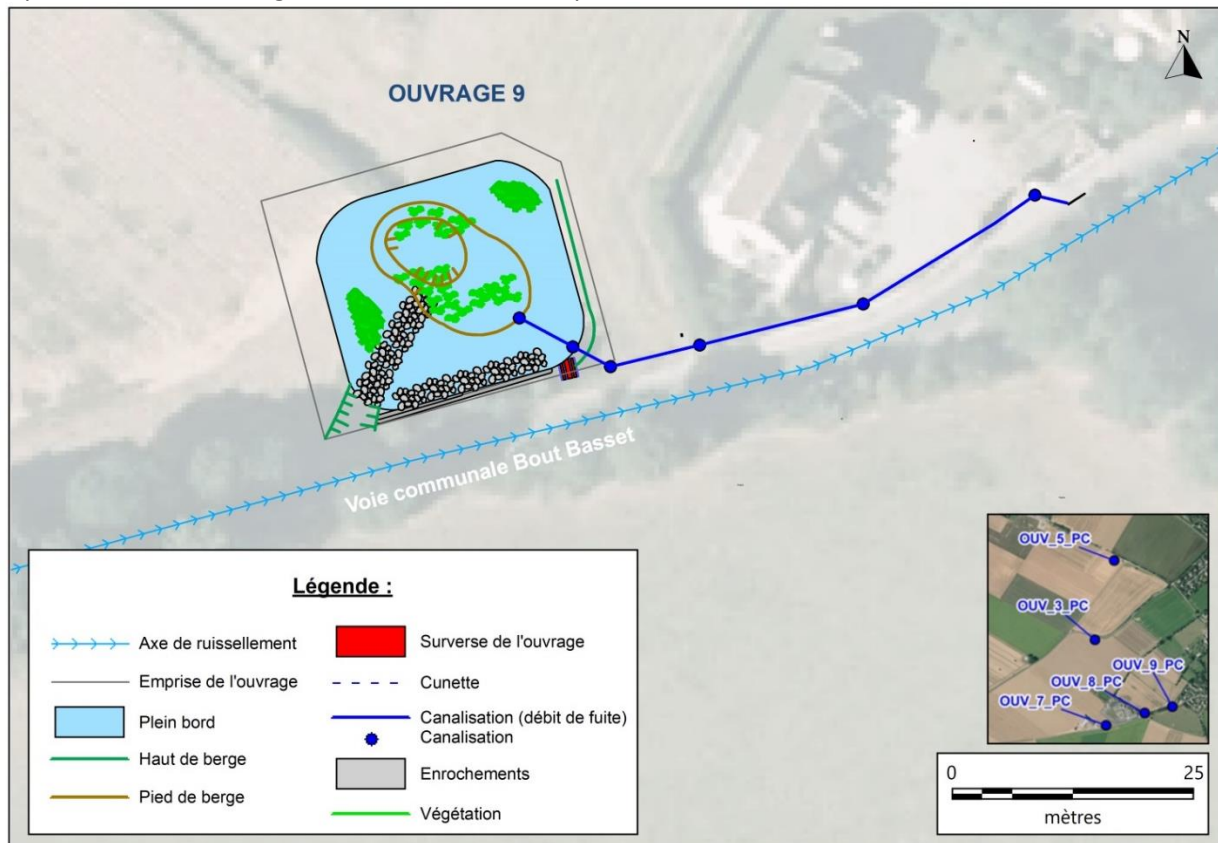 N
OUVRAGE 9
Voie communale Bout Basset
Légende :
Axe de ruissellement
Emprise de l'ouvrage
Plein bord
Haut de berge
Pied de berge
Surverse de l'ouvrage
Cunette
Canalisation (débit de fuite)
Canalisation
Enrochements
Végétation
OUV_5_PC
OUV_3_PC
OUV_9_PC
OUV_8_PC
OUV_7_PC
0 25
mètres